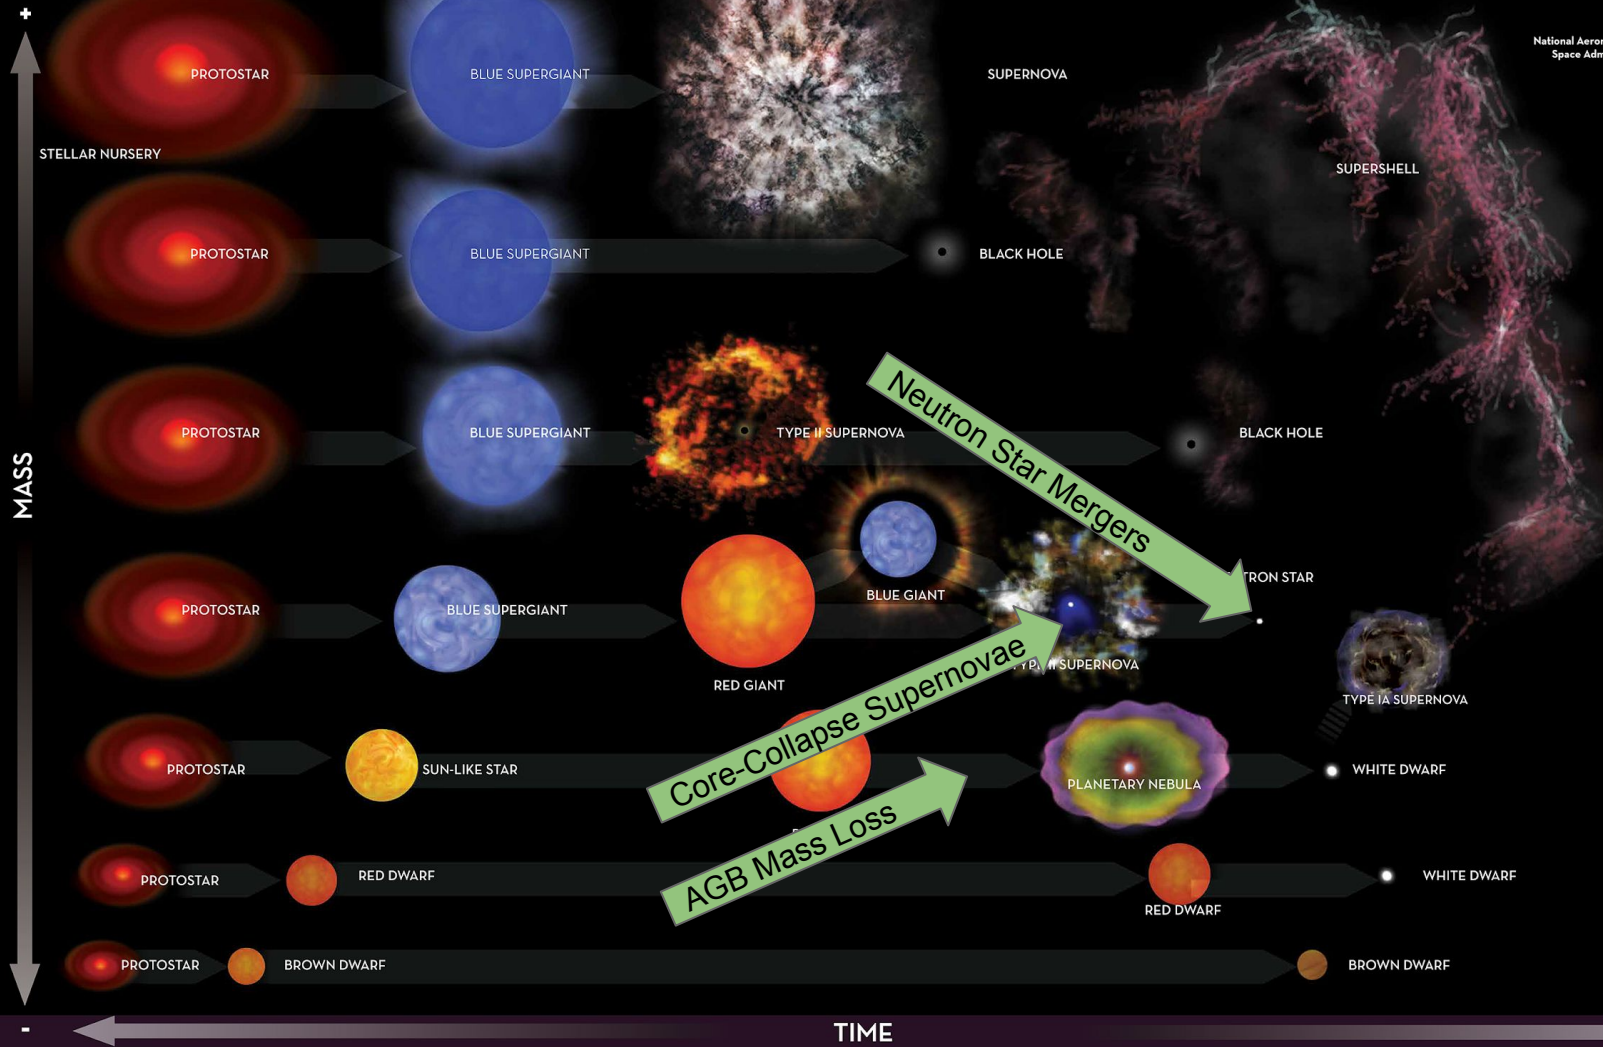 +
PROTOSTAR
BLUE SUPERGIANT
SUPERNOVA
National Aeron
Space Adm
STELLAR NURSERY
SUPERSHELL
PROTOSTAR
BLUE SUPERGIANT
BLACK HOLE
Neutron Star Mergers
PROTOSTAR
BLUE SUPERGIANT
TYPE II SUPERNOVA
BLACK HOLE
MASS
TRON STAR
BLUE GIANT
PROTOSTAR
BLUE SUPERGIANT
RED GIANT
TYPE II SUPERNOVA
Core-Collapse Supernovae
TYPE IA SUPERNOVA
PROTOSTAR
SUN-LIKE STAR
PLANETARY NEBULA
WHITE DWARF
AGB Mass Loss
PROTOSTAR
RED DWARF
RED DWARF
WHITE DWARF
PROTOSTAR
BROWN DWARF
BROWN DWARF
-
TIME